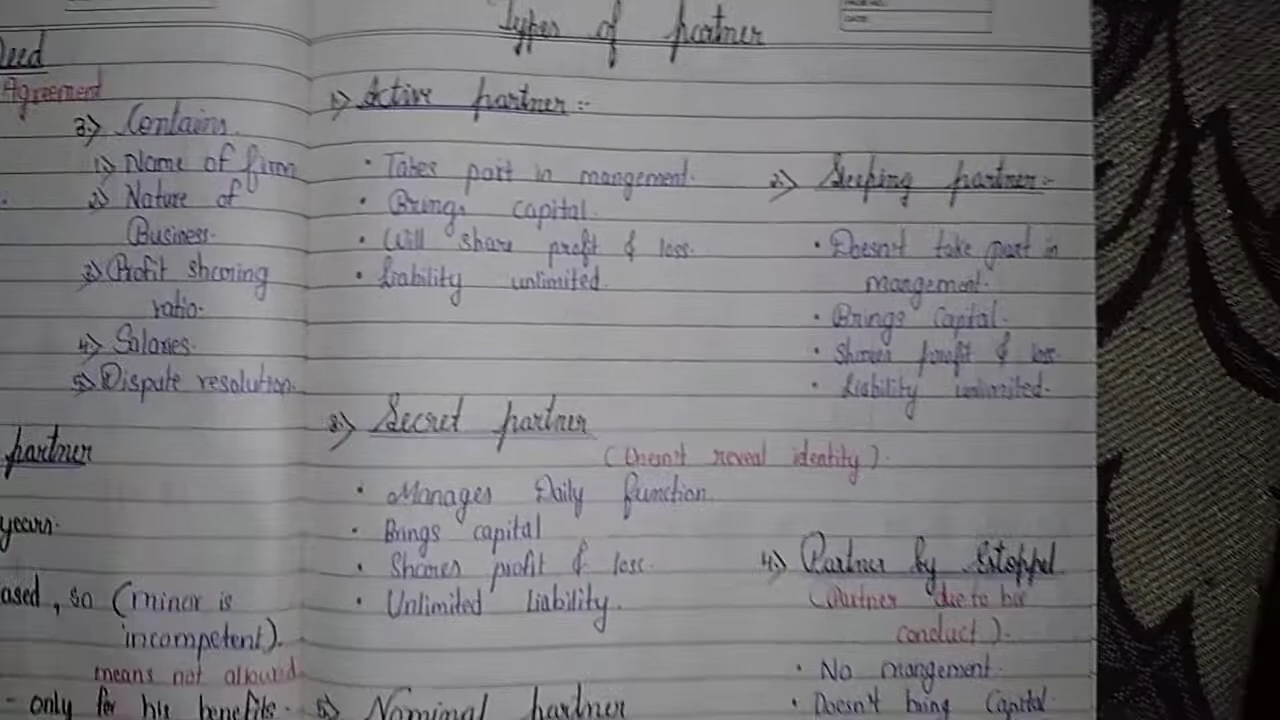 Deed
Agreement
3.) Contains.
1) Name of firm
2) Nature of
Business.
3) Profit shearing
ratio.
4) Salaries.
5) Dispute resolution.
partner
years.
ased, so (minor is
incompetent).
means not allowed.
- only for his benefits.
Types of partner
1.) Active partner :-
• Takes part in mangement.
• Brings capital.
• Will share profit & loss.
• Liability unlimited.
2.) Sleeping partner:-
• Doesn't take part in
mangement.
• Brings Capital.
• Shares profit & loss
• Liability unlimited.
3.) Secret partner
(Doesn't reveal identity).
• Manages Daily function.
• Brings capital
• Shares profit & loss.
• Unlimited Liability.
4.) Partner by Estoppel
(Partner due to his
conduct).
• No mangement.
• Doesn't bring Capital.
5.) Nominal partner